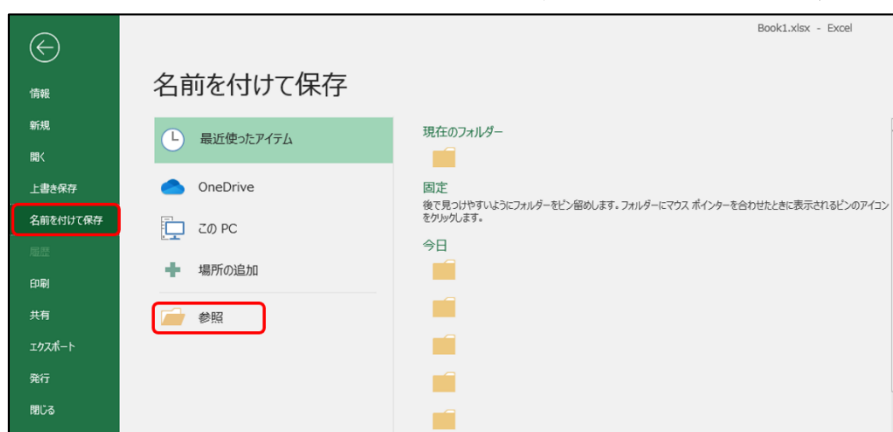 Book1.xlsx - Excel
情報
新規
開く
上書き保存
名前を付けて保存
履歴
印刷
共有
エクスポート
発行
閉じる
名前を付けて保存
最近使ったアイテム
OneDrive
この PC
場所の追加
参照
現在のフォルダー
固定
後で見つけやすいようにフォルダーをピン留めします。フォルダーにマウス ポインターを合わせたときに表示されるピンのアイコン
をクリックします。
今日